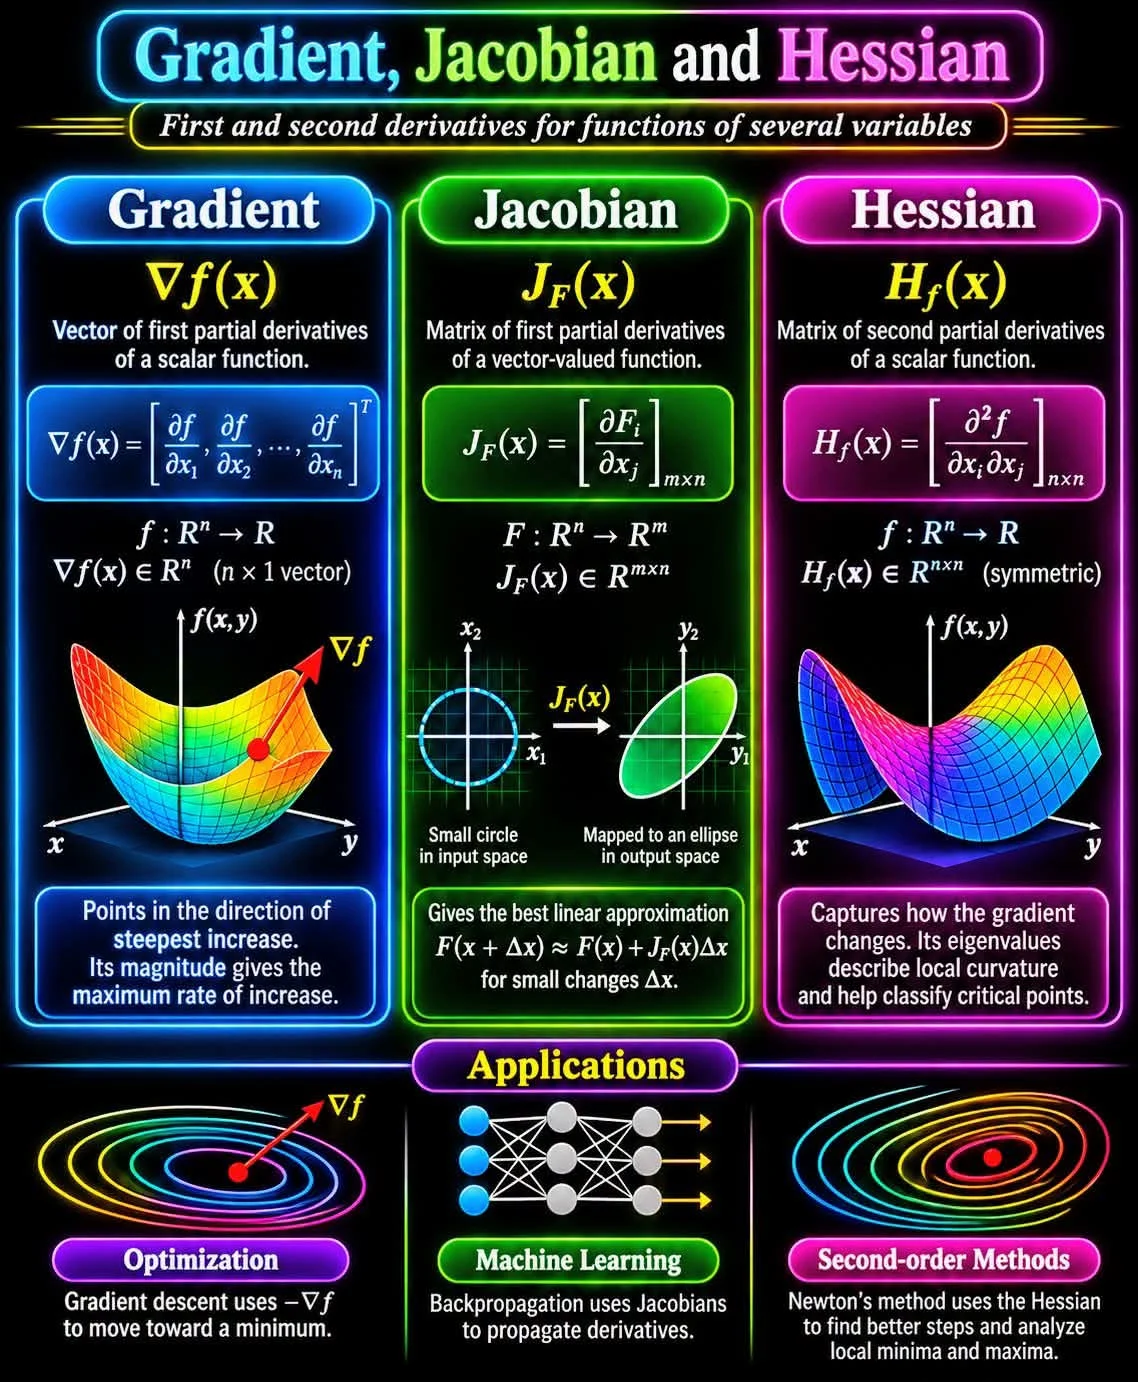 Gradient, Jacobian and Hessian
First and second derivatives for functions of several variables
Gradient
∇f(x)
Vector of first partial derivatives
of a scalar function.
∇f(x) = [∂f/∂x₁, ∂f/∂x₂, ⋯, ∂f/∂xₙ]ᵀ
f : Rⁿ → R
∇f(x) ∈ Rⁿ (n × 1 vector)
f(x,y)
∇f
x
y
Points in the direction of
steepest increase.
Its magnitude gives the
maximum rate of increase.
Jacobian
J_F(x)
Matrix of first partial derivatives
of a vector-valued function.
J_F(x) = [∂F_i/∂x_j]_{m×n}
F : Rⁿ → Rᵐ
J_F(x) ∈ R^{m×n}
x₂
x₁
J_F(x)
y₂
y₁
Small circle
in input space
Mapped to an ellipse
in output space
Gives the best linear approximation
F(x + Δx) ≈ F(x) + J_F(x)Δx
for small changes Δx.
Hessian
H_f(x)
Matrix of second partial derivatives
of a scalar function.
H_f(x) = [∂²f/∂x_i ∂x_j]_{n×n}
f : Rⁿ → R
H_f(x) ∈ R^{n×n} (symmetric)
f(x,y)
x
y
Captures how the gradient
changes. Its eigenvalues
describe local curvature
and help classify critical points.
Applications
∇f
Optimization
Gradient descent uses −∇f
to move toward a minimum.
Machine Learning
Backpropagation uses Jacobians
to propagate derivatives.
Second-order Methods
Newton's method uses the Hessian
to find better steps and analyze
local minima and maxima.